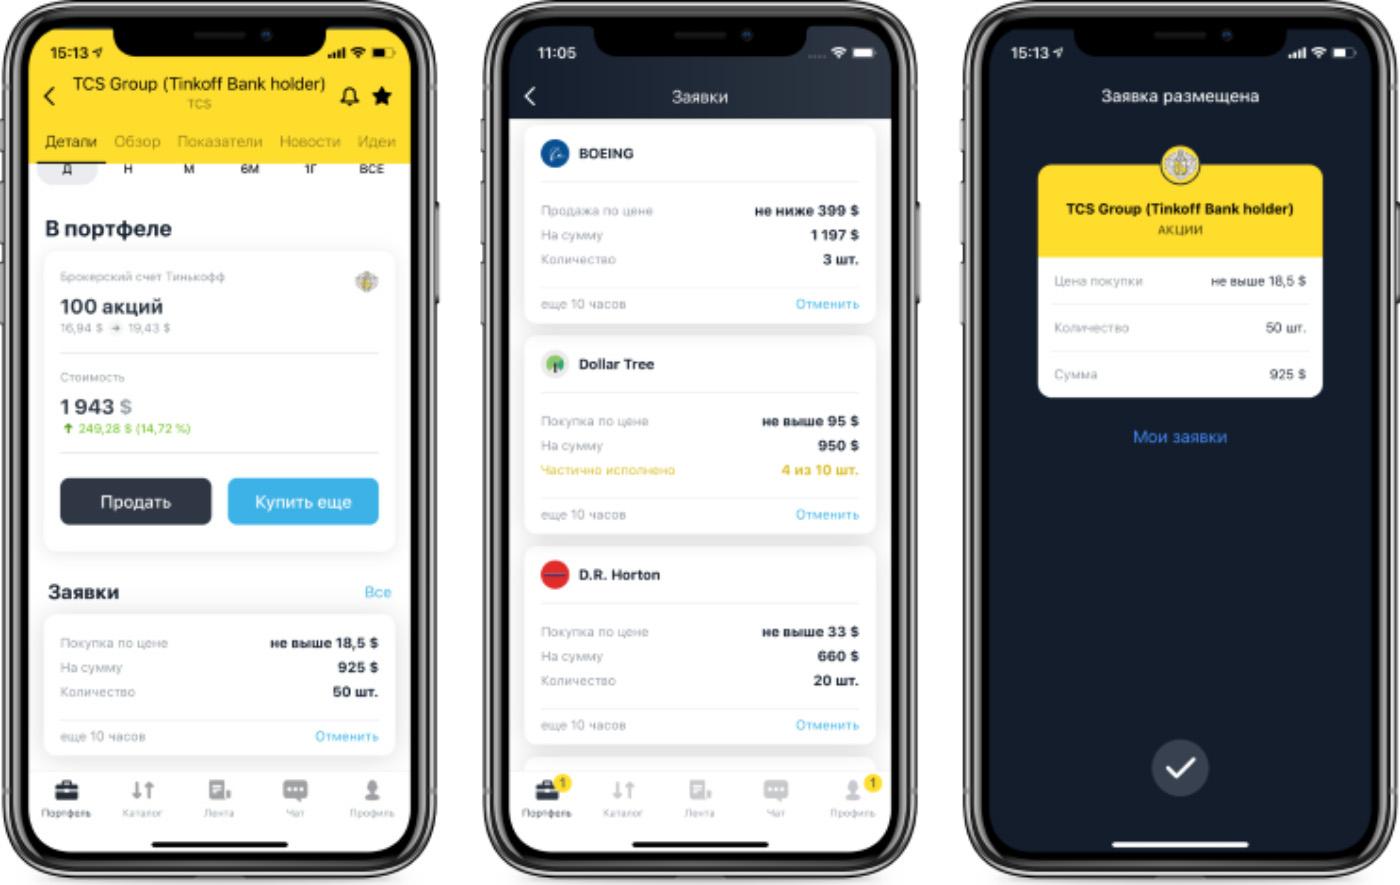 15:13
TCS Group (Tinkoff Bank holder)
TCS
Детали Обзор Показатели Новости Идеи
Д Н М 6М 1Г ВСЕ
В портфеле
Брокерский счет Тинькофф
100 акций
16,94 $ → 19,43 $
Стоимость
1 943 $
↑ 249,28 $ (14,72 %)
Продать Купить еще
Заявки Все
Покупка по цене не выше 18,5 $
На сумму 925 $
Количество 50 шт.
еще 10 часов Отменить
Портфель Каталог Лента Чат Профиль
11:05
Заявки
BOEING
Продажа по цене не ниже 399 $
На сумму 1 197 $
Количество 3 шт.
еще 10 часов Отменить
Dollar Tree
Покупка по цене не выше 95 $
На сумму 950 $
Частично исполнено 4 из 10 шт.
еще 10 часов Отменить
D.R. Horton
Покупка по цене не выше 33 $
На сумму 660 $
Количество 20 шт.
еще 10 часов Отменить
1 1
Портфель Каталог Лента Чат Профиль
15:13
Заявка размещена
TCS Group (Tinkoff Bank holder)
АКЦИИ
Цена покупки не выше 18,5 $
Количество 50 шт.
Сумма 925 $
Мои заявки